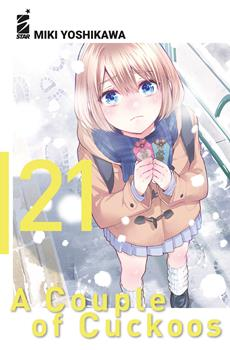 STAR
MIKI YOSHIKAWA
21
A Couple
of Cuckoos